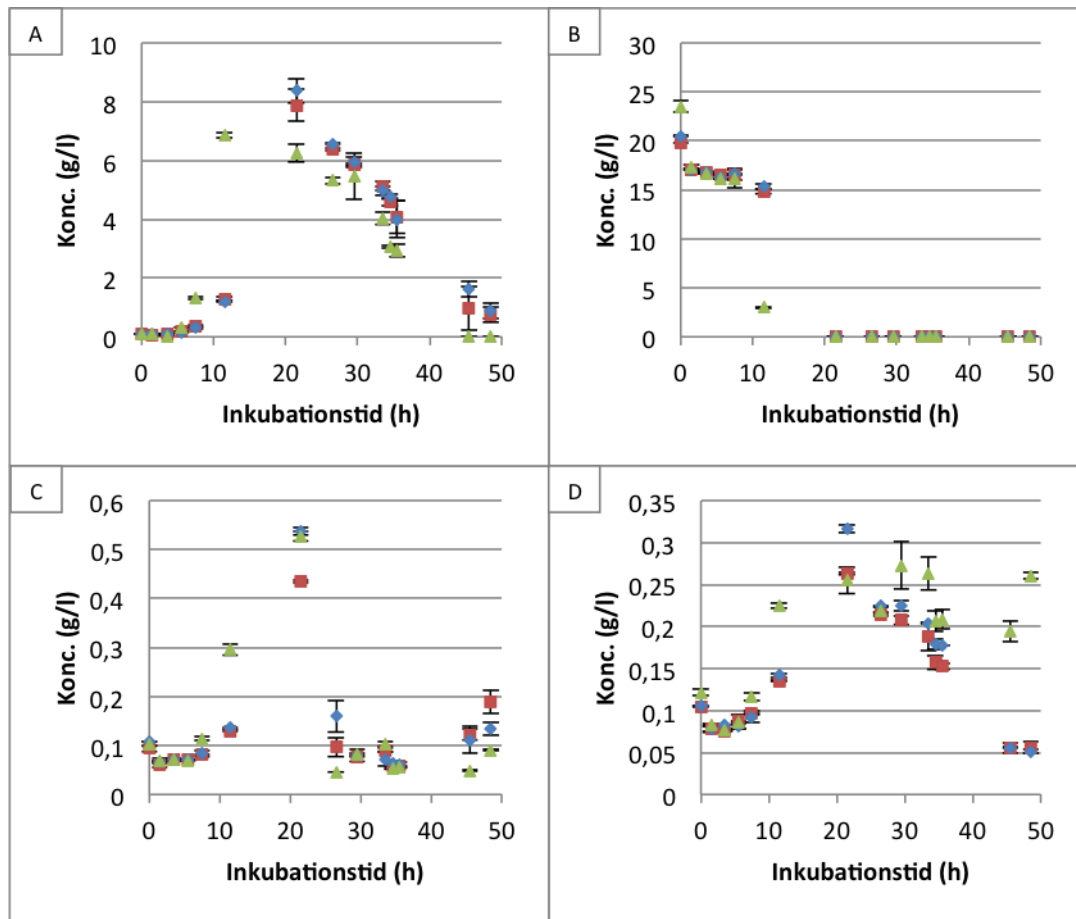 A
Konc. (g/l)
10
8
6
4
2
0
0 10 20 30 40 50
Inkubationstid (h)
B
Konc. (g/l)
30
25
20
15
10
5
0
0 10 20 30 40 50
Inkubationstid (h)
C
Konc. (g/l)
0,6
0,5
0,4
0,3
0,2
0,1
0
0 10 20 30 40 50
Inkubationstid (h)
D
Konc. (g/l)
0,35
0,3
0,25
0,2
0,15
0,1
0,05
0
0 10 20 30 40 50
Inkubationstid (h)